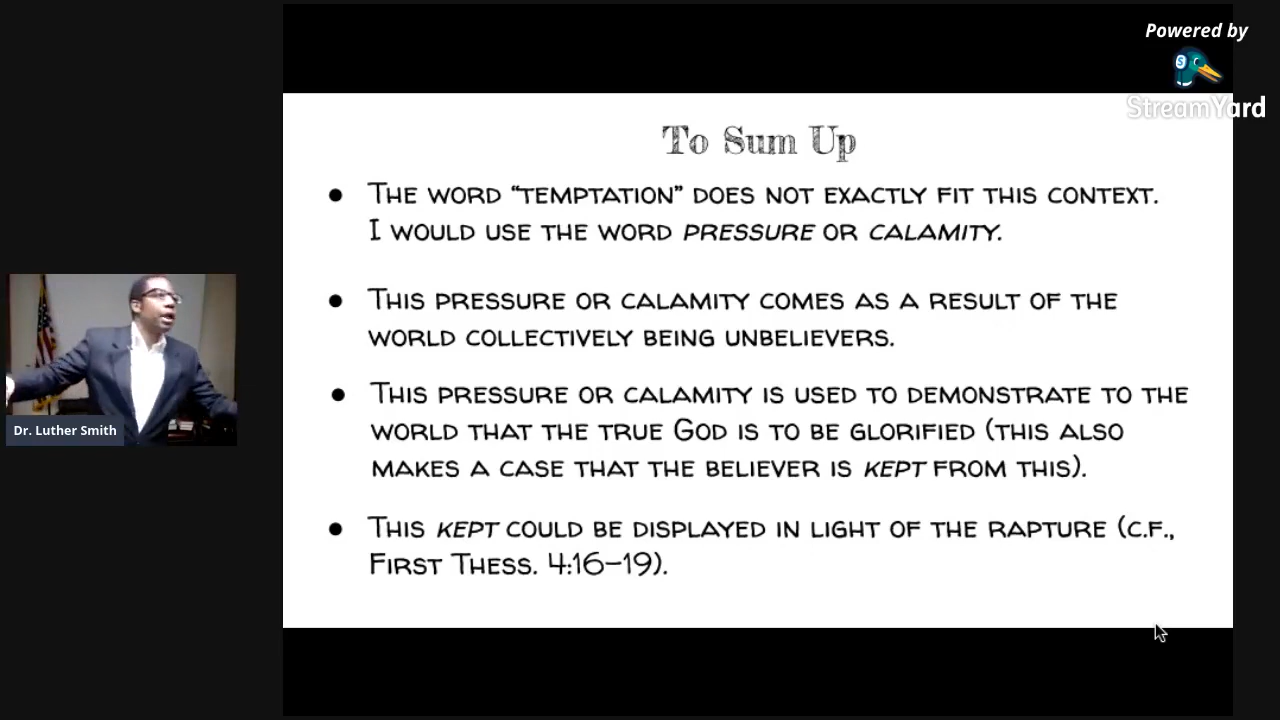 Powered by
StreamYard
To Sum Up
● The word “temptation” does not exactly fit this context.
I would use the word pressure or calamity.
● This pressure or calamity comes as a result of the
world collectively being unbelievers.
● This pressure or calamity is used to demonstrate to the
world that the true God is to be glorified (this also
makes a case that the believer is kept from this).
● This kept could be displayed in light of the rapture (c.f.,
First Thess. 4:16–19).
Dr. Luther Smith